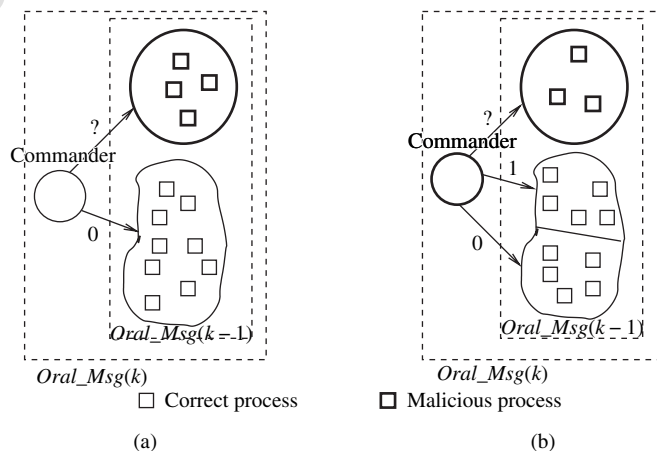 ?
Commander
0
Oral_Msg(k – 1)
Oral_Msg(k)
?
Commander
1
0
Oral_Msg(k – 1)
Oral_Msg(k)
Correct process
Malicious process
(a)
(b)